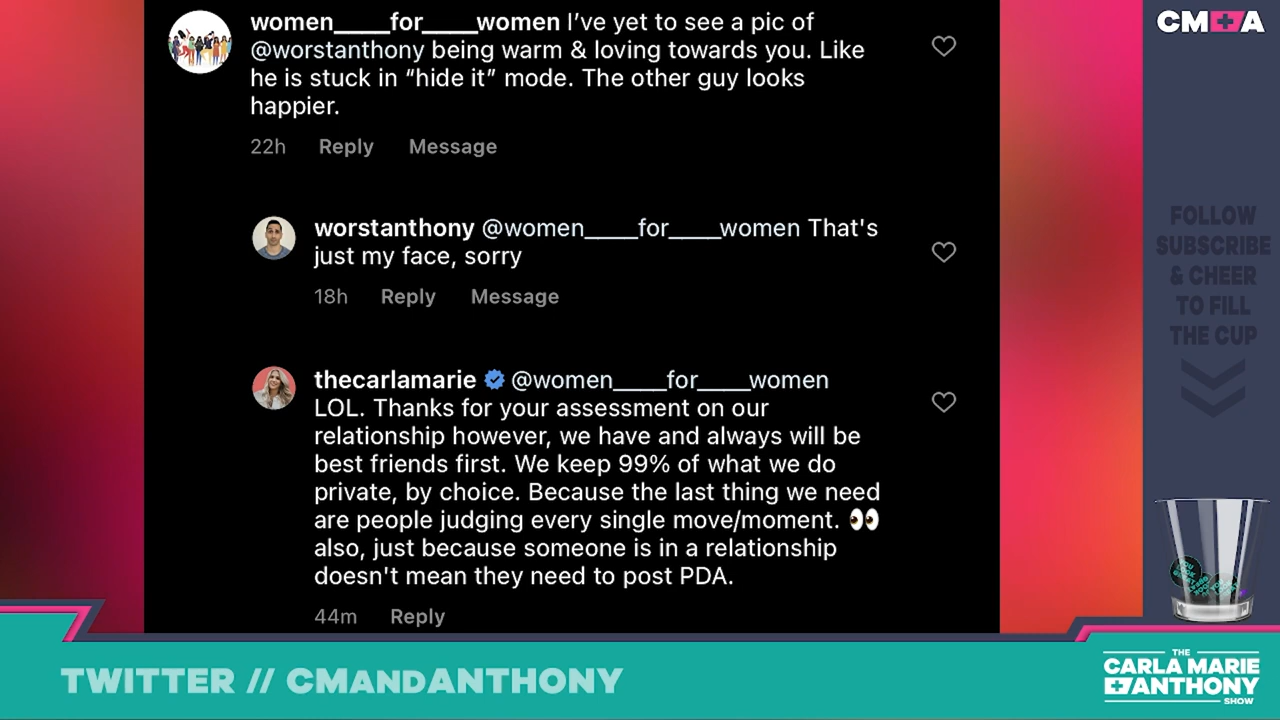 women_____for_____women I've yet to see a pic of
@worstanthony being warm & loving towards you. Like
he is stuck in “hide it” mode. The other guy looks
happier.
22h Reply Message
worstanthony @women_____for_____women That's
just my face, sorry
18h Reply Message
thecarlamarie @women_____for_____women
LOL. Thanks for your assessment on our
relationship however, we have and always will be
best friends first. We keep 99% of what we do
private, by choice. Because the last thing we need
are people judging every single move/moment. 👀
also, just because someone is in a relationship
doesn't mean they need to post PDA.
44m Reply
CM+A
FOLLOW
SUBSCRIBE
& CHEER
TO FILL
THE CUP
TWITTER // CMANDANTHONY
THE
CARLA MARIE
+ANTHONY
SHOW